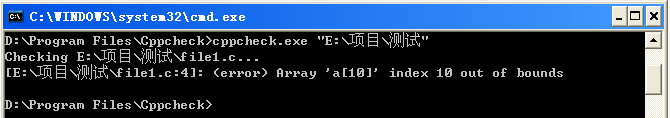 C:\WINDOWS\system32\cmd.exe
D:\Program Files\Cppcheck>cppcheck.exe "E:\项目\测试"
Checking E:\项目\测试\file1.c...
[E:\项目\测试\file1.c:4]: (error) Array 'a[10]' index 10 out of bounds
D:\Program Files\Cppcheck>